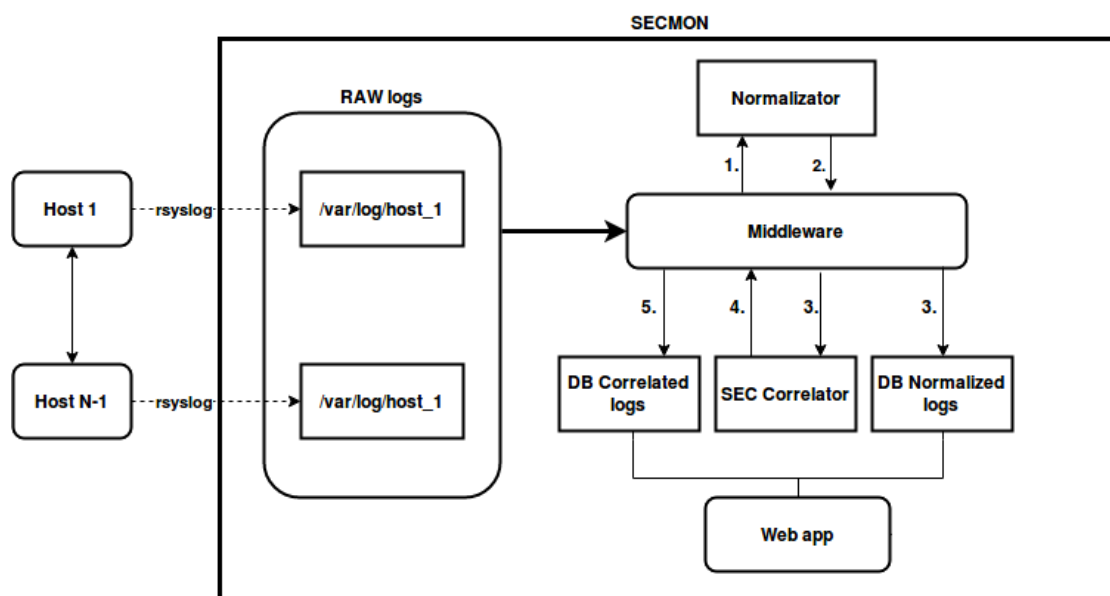 SECMON
RAW logs
Normalizator
1.
2.
Host 1
rsyslog
/var/log/host_1
Middleware
5.
4.
3.
3.
Host N-1
rsyslog
/var/log/host_1
DB Correlated
logs
SEC Correlator
DB Normalized
logs
Web app